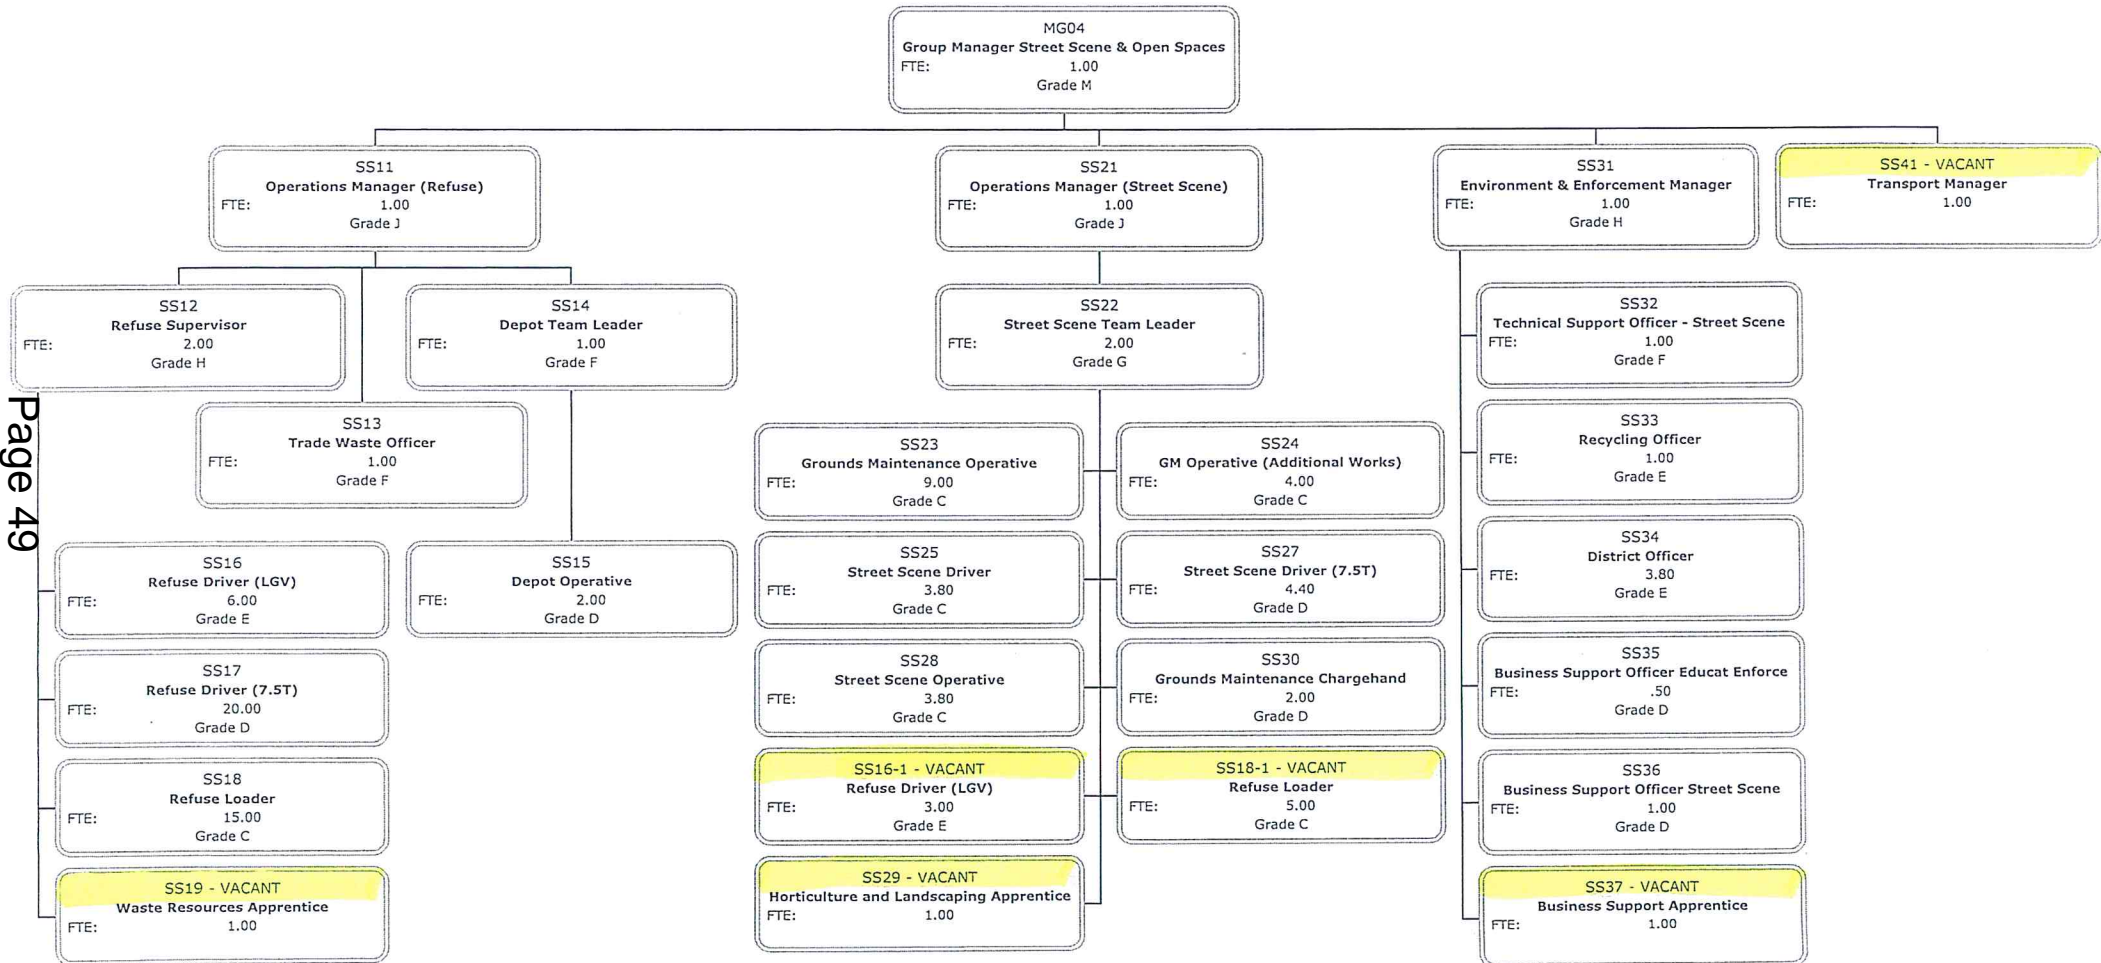 MG04
Group Manager Street Scene & Open Spaces
FTE: 1.00
Grade M
SS11
Operations Manager (Refuse)
FTE: 1.00
Grade J
SS21
Operations Manager (Street Scene)
FTE: 1.00
Grade J
SS31
Environment & Enforcement Manager
FTE: 1.00
Grade H
SS41 - VACANT
Transport Manager
FTE: 1.00
SS12
Refuse Supervisor
FTE: 2.00
Grade H
SS14
Depot Team Leader
FTE: 1.00
Grade F
SS13
Trade Waste Officer
FTE: 1.00
Grade F
SS16
Refuse Driver (LGV)
FTE: 6.00
Grade E
SS15
Depot Operative
FTE: 2.00
Grade D
SS17
Refuse Driver (7.5T)
FTE: 20.00
Grade D
SS18
Refuse Loader
FTE: 15.00
Grade C
SS19 - VACANT
Waste Resources Apprentice
FTE: 1.00
SS22
Street Scene Team Leader
FTE: 2.00
Grade G
SS23
Grounds Maintenance Operative
FTE: 9.00
Grade C
SS24
GM Operative (Additional Works)
FTE: 4.00
Grade C
SS25
Street Scene Driver
FTE: 3.80
Grade C
SS27
Street Scene Driver (7.5T)
FTE: 4.40
Grade D
SS28
Street Scene Operative
FTE: 3.80
Grade C
SS30
Grounds Maintenance Chargehand
FTE: 2.00
Grade D
SS16-1 - VACANT
Refuse Driver (LGV)
FTE: 3.00
Grade E
SS18-1 - VACANT
Refuse Loader
FTE: 5.00
Grade C
SS29 - VACANT
Horticulture and Landscaping Apprentice
FTE: 1.00
SS32
Technical Support Officer - Street Scene
FTE: 1.00
Grade F
SS33
Recycling Officer
FTE: 1.00
Grade E
SS34
District Officer
FTE: 3.80
Grade E
SS35
Business Support Officer Educat Enforce
FTE: .50
Grade D
SS36
Business Support Officer Street Scene
FTE: 1.00
Grade D
SS37 - VACANT
Business Support Apprentice
FTE: 1.00
Page 49